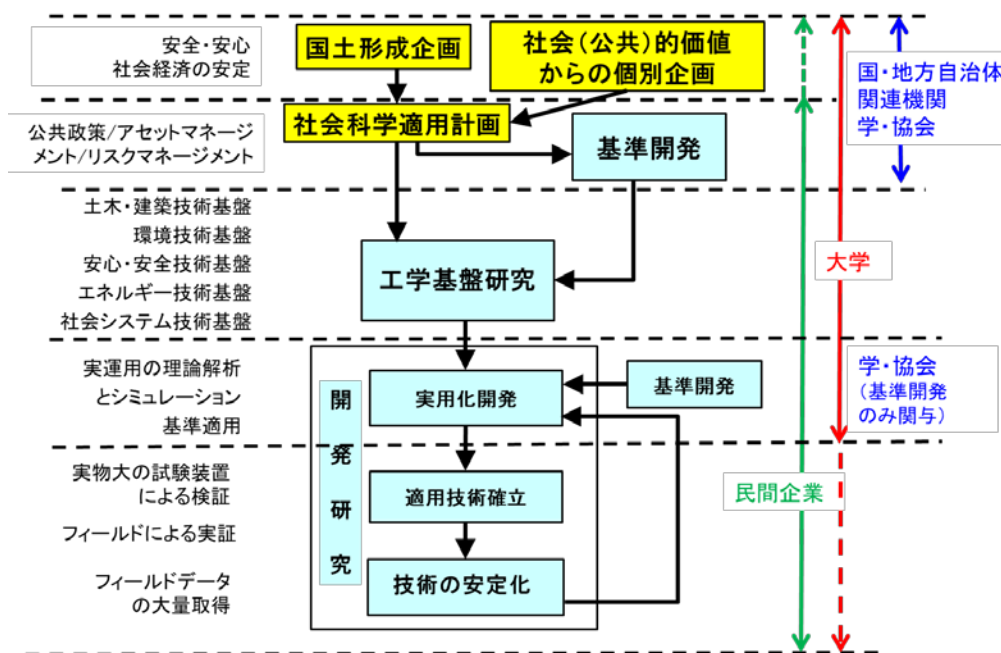 安全・安心
社会経済の安定
国土形成企画
社会(公共)的価値
からの個別企画
国・地方自治体
関連機関
学・協会
公共政策/アセットマネージ
メント/リスクマネージメント
社会科学適用計画
基準開発
土木・建築技術基盤
環境技術基盤
安心・安全技術基盤
エネルギー技術基盤
社会システム技術基盤
工学基盤研究
大学
実運用の理論解析
とシミュレーション
基準適用
開
発
研
究
実用化開発
基準開発
学・協会
(基準開発
のみ関与)
実物大の試験装置
による検証
フィールドによる実証
適用技術確立
民間企業
フィールドデータ
の大量取得
技術の安定化